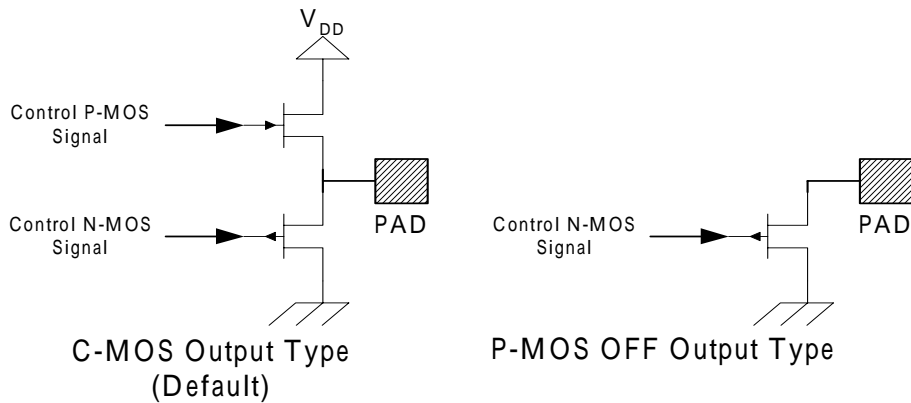 VDD
Control P-MOS
Signal
Control N-MOS
Signal
PAD
C-MOS Output Type
(Default)
Control N-MOS
Signal
PAD
P-MOS OFF Output Type